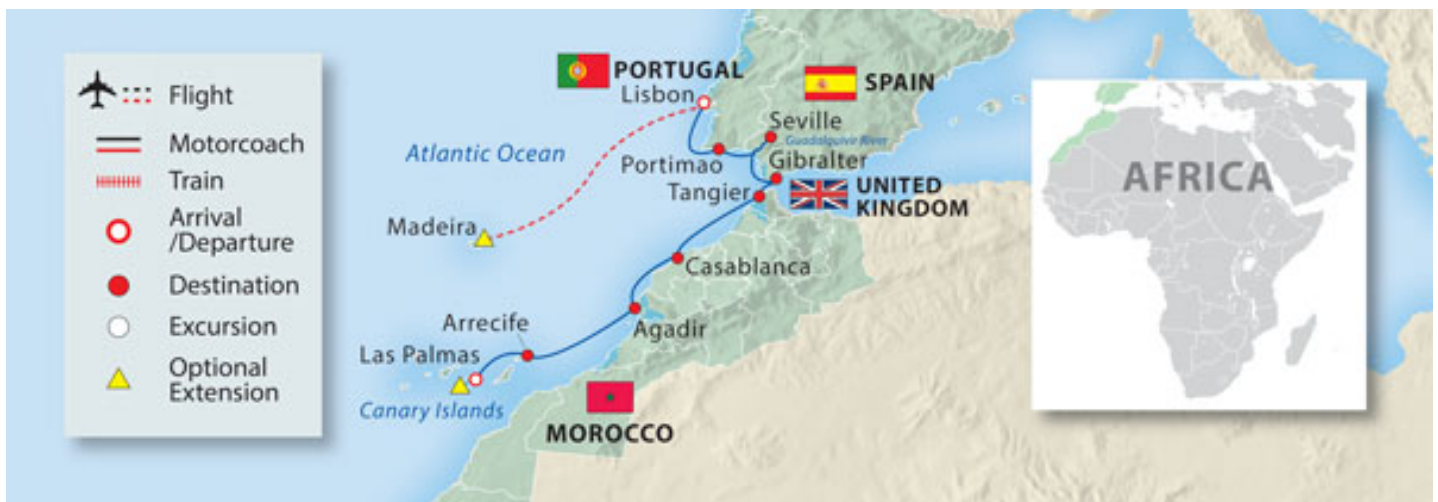 Flight
Motorcoach
Train
Arrival
/Departure
Destination
Excursion
Optional
Extension
PORTUGAL
Lisbon
SPAIN
Seville
Guadalquivir River
Atlantic Ocean
Portimao
Gibralter
Tangier
UNITED
KINGDOM
Madeira
Casablanca
Agadir
Arrecife
Las Palmas
Canary Islands
MOROCCO
AFRICA